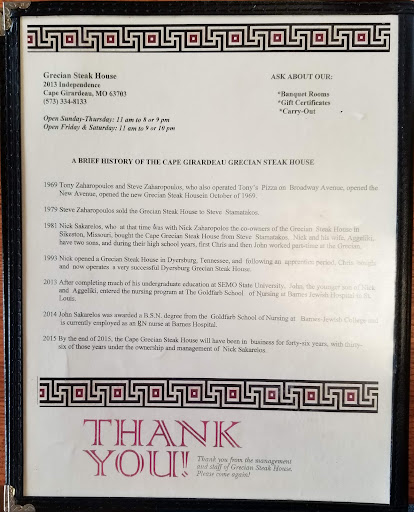 Grecian Steak House
2013 Independence
Cape Girardeau, MO 63703
(573) 334-8133
Open Sunday-Thursday: 11 am to 8 or 9 pm
Open Friday & Saturday: 11 am to 9 or 10 pm
ASK ABOUT OUR:
*Banquet Rooms
*Gift Certificates
*Carry-Out
A BRIEF HISTORY OF THE CAPE GIRARDEAU GRECIAN STEAK HOUSE
1969 Tony Zaharopoulos and Steve Zaharopoulos, who also operated Tony's Pizza on Broadway Avenue, opened the
New Avenue, opened the new Grecian Steak Housein October of 1969.
1979 Steve Zaharopoulos sold the Grecian Steak House to Steve Stamatakos.
1981 Nick Sakarelos, who at that time was with Nick Zaharopolos the co-owners of the Grecian Steak House in
Sikeston, Missouri, bought the Cape Grecian Steak House from Steve Stamatakos. Nick and his wife, Aggeliki,
have two sons, and during their high school years, first Chris and then John worked part-time at the Grecian.
1993 Nick opened a Grecian Steak House in Dyersburg, Tennessee, and following an apprentice period, Chris bought
and now operates a very successful Dyersburg Grecian Steak House.
2013 After completing much of his undergraduate education at SEMO State University, John, the younger son of Nick
and Aggeliki, entered the nursing program at The Goldfarb School of Nursing at Barnes Jewish Hospital in St.
Louis.
2014 John Sakarelos was awarded a B.S.N. degree from the Goldfarb School of Nursing at Barnes-Jewish College and
is currently employed as an RN nurse at Barnes Hospital.
2015 By the end of 2015, the Cape Grecian Steak House will have been in business for forty-six years, with thirty-
six of those years under the ownership and management of Nick Sakarelos.
THANK
YOU!
Thank you from the management
and staff of Grecian Steak House.
Please come again!